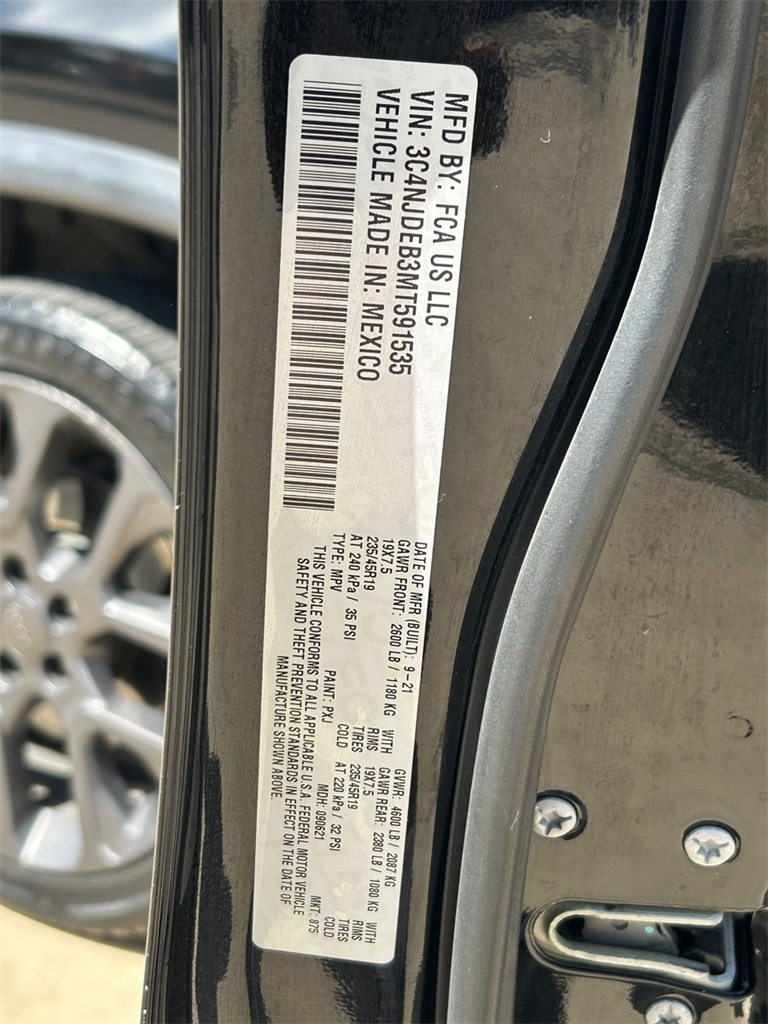 MFD BY: FCA US LLC
VIN: 3C4NJDEB3MT591535
VEHICLE MADE IN: MEXICO
DATE OF MFR (BUILT): 9-21 GVWR: 4600 LB / 2087 KG
GAWR FRONT: 2600 LB / 1180 KG WITH GAWR REAR: 2380 LB / 1080 KG WITH
19X7.5 RIMS 19X7.5 RIMS
235/45R19 TIRES 235/45R19 TIRES
AT 240 kPa / 35 PSI COLD AT 220 kPa / 32 PSI COLD
TYPE: MPV PAINT: PXJ MDH: 090621 MKT: 875
THIS VEHICLE CONFORMS TO ALL APPLICABLE U.S.A. FEDERAL MOTOR VEHICLE
SAFETY AND THEFT PREVENTION STANDARDS IN EFFECT ON THE DATE OF
MANUFACTURE SHOWN ABOVE.
Jeep